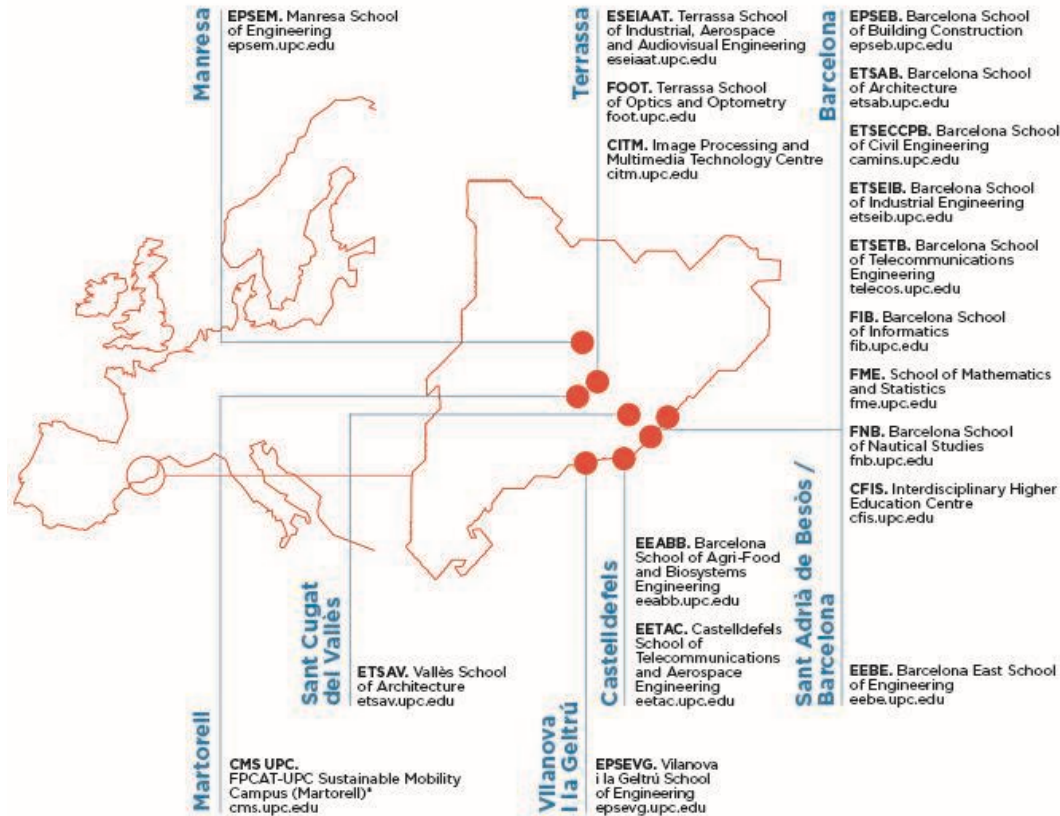 Manresa
EPSEM. Manresa School
of Engineering
epsem.upc.edu
Terrassa
ESEIAAT. Terrassa School
of Industrial, Aerospace
and Audiovisual Engineering
eseiaat.upc.edu
FOOT. Terrassa School
of Optics and Optometry
foot.upc.edu
CITM. Image Processing and
Multimedia Technology Centre
citm.upc.edu
Barcelona
EPSEB. Barcelona School
of Building Construction
epseb.upc.edu
ETSAB. Barcelona School
of Architecture
etsab.upc.edu
ETSECCPB. Barcelona School
of Civil Engineering
camins.upc.edu
ETSEIB. Barcelona School
of Industrial Engineering
etseib.upc.edu
ETSETB. Barcelona School
of Telecommunications
Engineering
telecos.upc.edu
FIB. Barcelona School
of Informatics
fib.upc.edu
FME. School of Mathematics
and Statistics
fme.upc.edu
FNB. Barcelona School
of Nautical Studies
fnb.upc.edu
CFIS. Interdisciplinary Higher
Education Centre
cfis.upc.edu
Sant Adrià de Besòs /
Barcelona
EEBE. Barcelona East School
of Engineering
eebe.upc.edu
Castelldefels
EEABB. Barcelona
School of Agri-Food
and Biosystems
Engineering
eeabb.upc.edu
EETAC. Castelldefels
School of
Telecommunications
and Aerospace
Engineering
eetac.upc.edu
Sant Cugat
del Vallès
ETSAV. Vallès School
of Architecture
etsav.upc.edu
Martorell
CMS UPC.
FPCAT-UPC Sustainable Mobility
Campus (Martorell)*
cms.upc.edu
Vilanova
i la Geltrú
EPSEVG. Vilanova
i la Geltrú School
of Engineering
epsevg.upc.edu